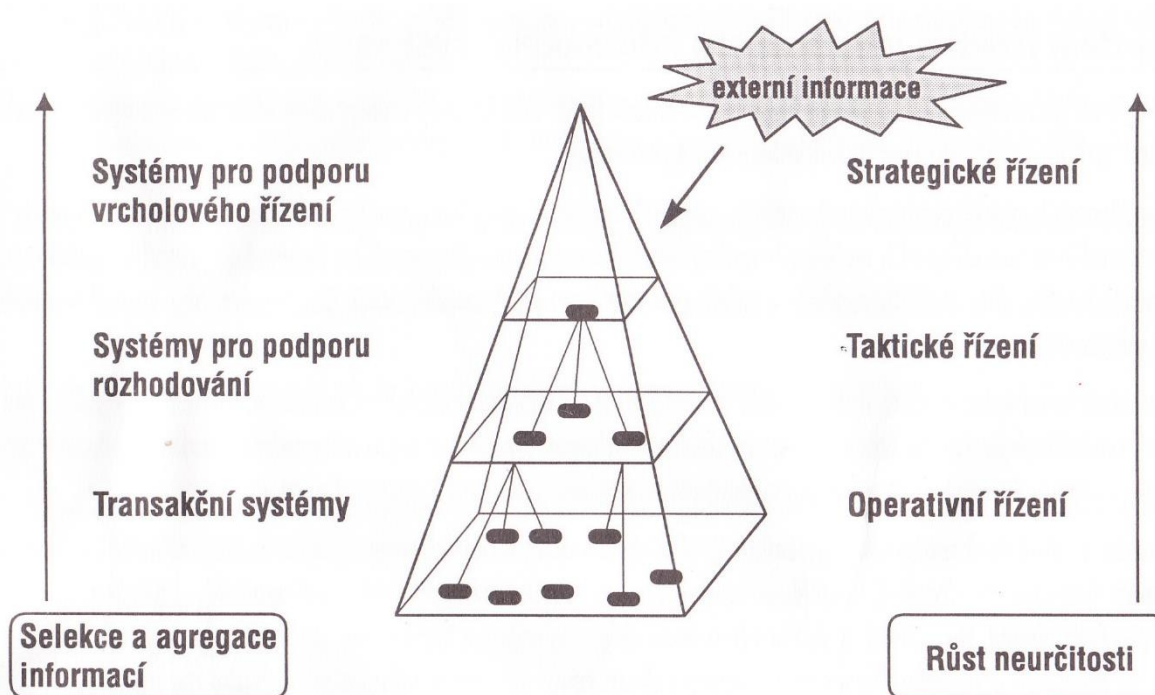 externí informace
Systémy pro podporu
vrcholového řízení
Strategické řízení
Systémy pro podporu
rozhodování
Taktické řízení
Transakční systémy
Operativní řízení
Selekce a agregace
informací
Růst neurčitosti